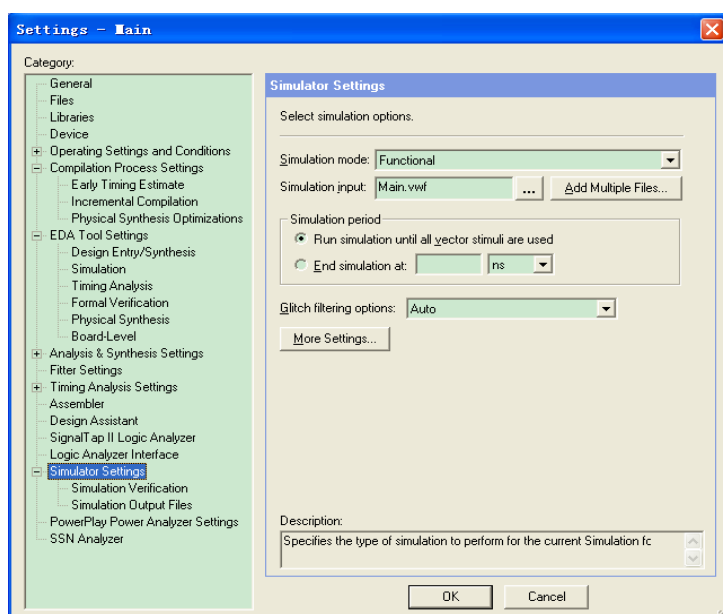 Settings - Main
Category:
General
Files
Libraries
Device
Operating Settings and Conditions
Compilation Process Settings
Early Timing Estimate
Incremental Compilation
Physical Synthesis Optimizations
EDA Tool Settings
Design Entry/Synthesis
Simulation
Timing Analysis
Formal Verification
Physical Synthesis
Board-Level
Analysis & Synthesis Settings
Fitter Settings
Timing Analysis Settings
Assembler
Design Assistant
SignalTap II Logic Analyzer
Logic Analyzer Interface
Simulator Settings
Simulation Verification
Simulation Output Files
PowerPlay Power Analyzer Settings
SSN Analyzer
Simulator Settings
Select simulation options.
Simulation mode: Functional
Simulation input: Main.vwf ... Add Multiple Files...
Simulation period
Run simulation until all vector stimuli are used
End simulation at: ns
Glitch filtering options: Auto
More Settings...
Description:
Specifies the type of simulation to perform for the current Simulation fc
OK Cancel